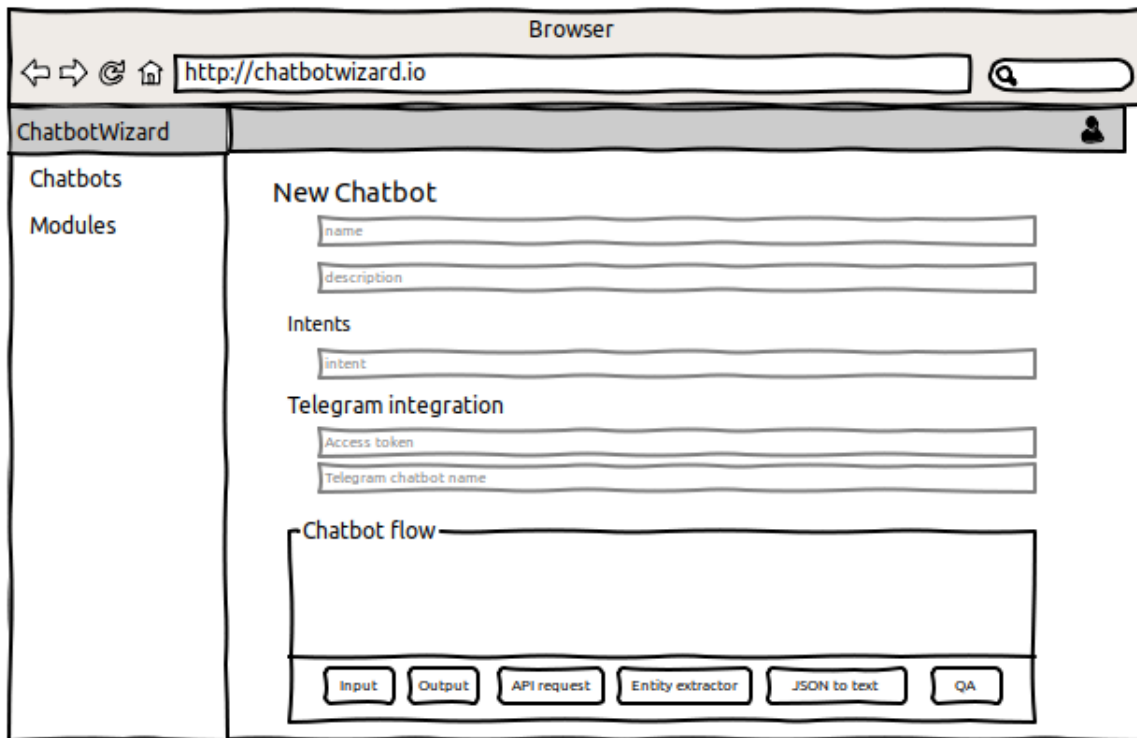 Browser
http://chatbotwizard.io
ChatbotWizard
Chatbots
Modules
New Chatbot
name
description
Intents
intent
Telegram integration
Access token
Telegram chatbot name
Chatbot flow
Input Output API request Entity extractor JSON to text QA